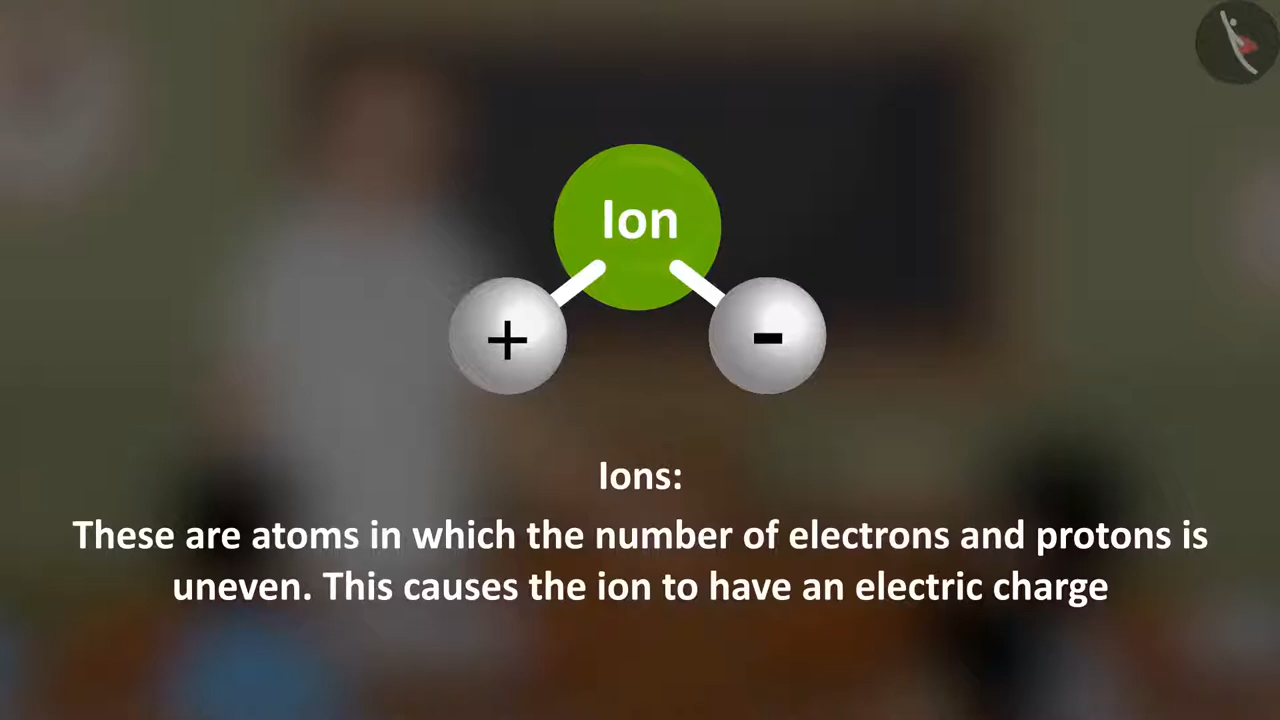 Ion
+
-
Ions:
These are atoms in which the number of electrons and protons is
uneven. This causes the ion to have an electric charge